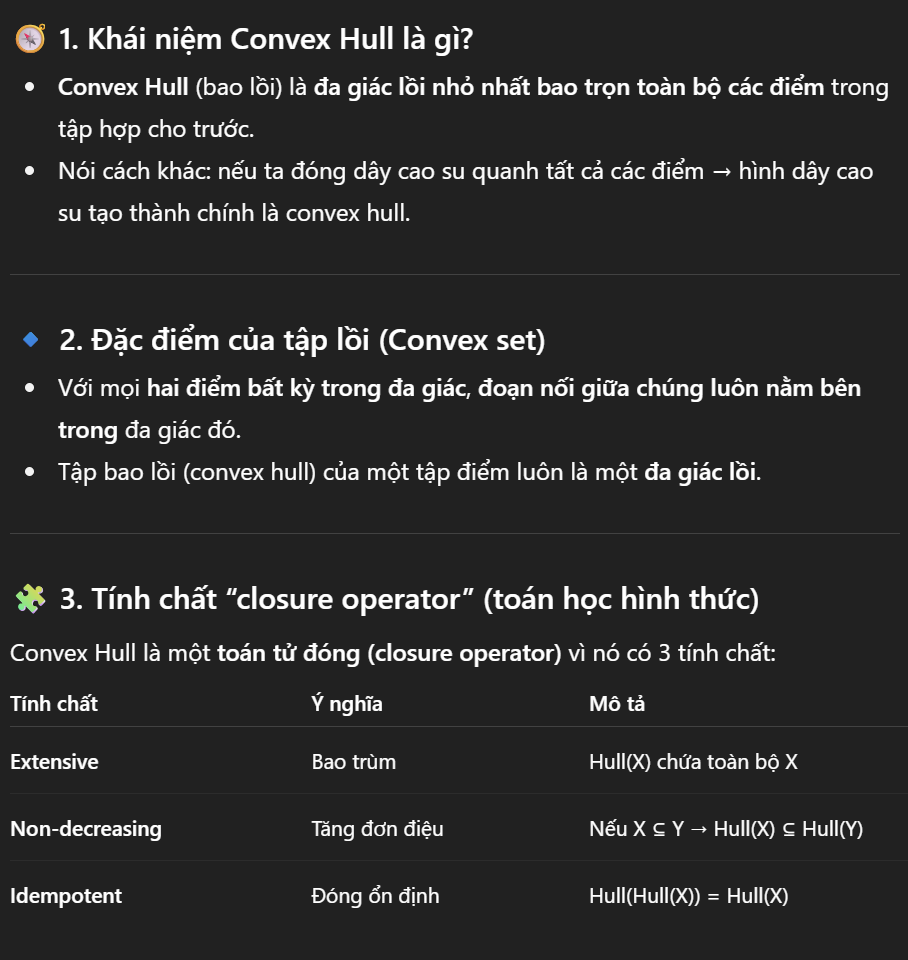 🧭 1. Khái niệm Convex Hull là gì?
• Convex Hull (bao lồi) là đa giác lồi nhỏ nhất bao trọn toàn bộ các điểm trong
tập hợp cho trước.
• Nói cách khác: nếu ta đóng dây cao su quanh tất cả các điểm → hình dây cao
su tạo thành chính là convex hull.
🔹 2. Đặc điểm của tập lồi (Convex set)
• Với mọi hai điểm bất kỳ trong đa giác, đoạn nối giữa chúng luôn nằm bên
trong đa giác đó.
• Tập bao lồi (convex hull) của một tập điểm luôn là một đa giác lồi.
🧩 3. Tính chất “closure operator” (toán học hình thức)
Convex Hull là một toán tử đóng (closure operator) vì nó có 3 tính chất:
Tính chất Ý nghĩa Mô tả
Extensive Bao trùm Hull(X) chứa toàn bộ X
Non-decreasing Tăng đơn điệu Nếu X ⊆ Y → Hull(X) ⊆ Hull(Y)
Idempotent Đóng ổn định Hull(Hull(X)) = Hull(X)